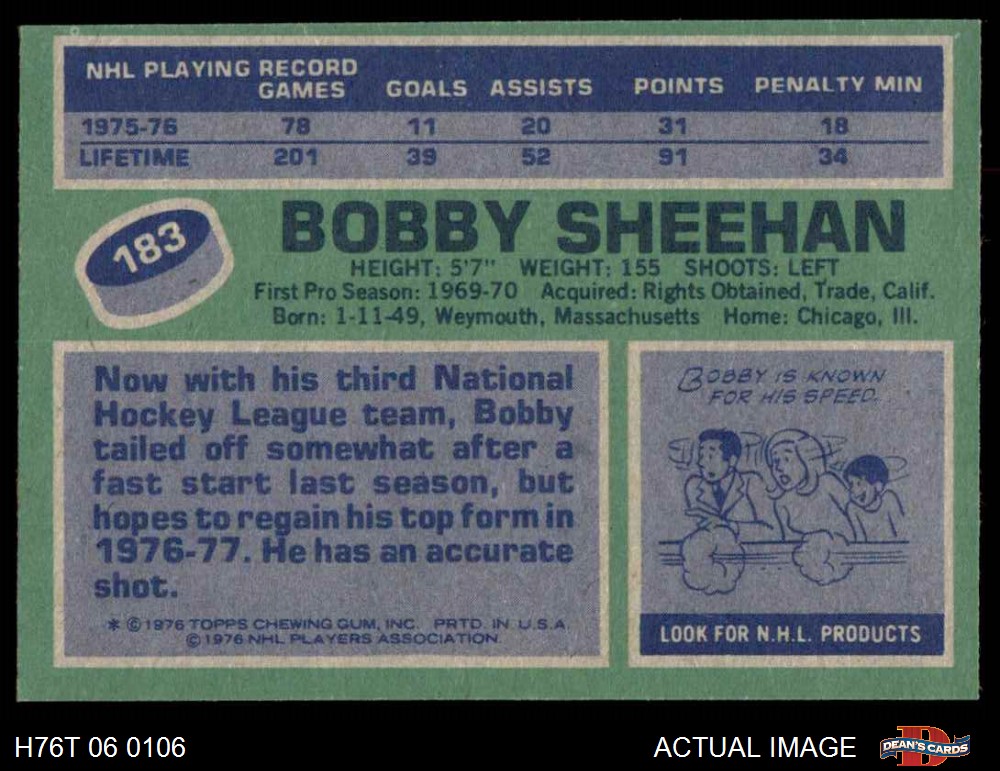 NHL PLAYING RECORD
GAMES GOALS ASSISTS POINTS PENALTY MIN
1975-76 78 11 20 31 18
LIFETIME 201 39 52 91 34
183
BOBBY SHEEHAN
HEIGHT: 5'7" WEIGHT: 155 SHOOTS: LEFT
First Pro Season: 1969-70 Acquired: Rights Obtained, Trade, Calif.
Born: 1-11-49, Weymouth, Massachusetts Home: Chicago, Ill.
Now with his third National
Hockey League team, Bobby
tailed off somewhat after a
fast start last season, but
hopes to regain his top form in
1976-77. He has an accurate
shot.
* © 1976 TOPPS CHEWING GUM, INC. PRTD. IN U.S.A.
© 1976 NHL PLAYERS ASSOCIATION.
BOBBY IS KNOWN
FOR HIS SPEED.
LOOK FOR N.H.L. PRODUCTS
H76T 06 0106
ACTUAL IMAGE
D
DEAN'S CARDS